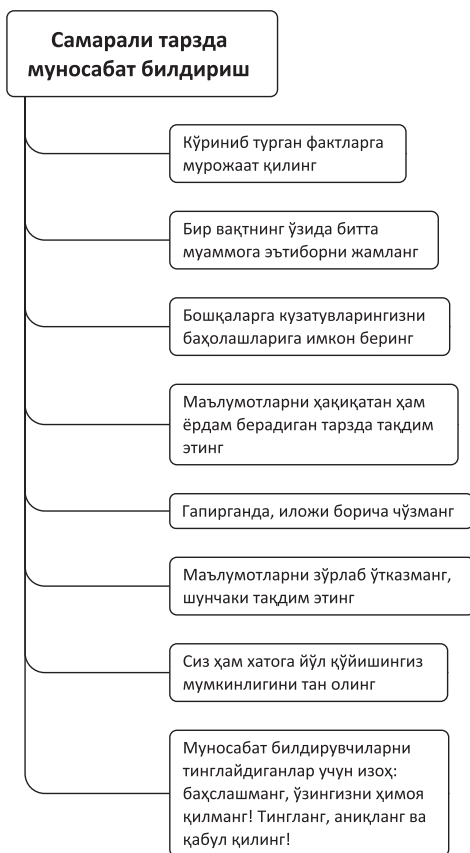 Самарали тарзда
муносабат билдириш
Кўриниб турган фактларга
мурожаат қилинг
Бир вақтнинг ўзида битта
муаммога эътиборни жамланг
Бошқаларга кузатувларингизни
баҳолашларига имкон беринг
Маълумотларни ҳақиқатан ҳам
ёрдам берадиган тарзда тақдим
этинг
Гапирганда, иложи борича чўзманг
Маълумотларни зўрлаб ўтказманг,
шунчаки тақдим этинг
Сиз ҳам хатога йўл қўйишингиз
мумкинлигини тан олинг
Муносабат билдирувчиларни
тинглайдиганлар учун изоҳ:
баҳслашманг, ўзингизни ҳимоя
қилманг! Тингланг, аниқланг ва
қабул қилинг!